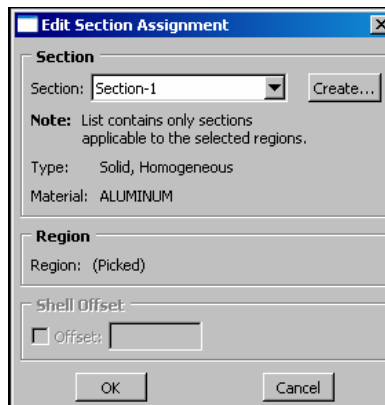 Edit Section Assignment
Section
Section: Section-1 Create...
Note: List contains only sections
applicable to the selected regions.
Type: Solid, Homogeneous
Material: ALUMINUM
Region
Region: (Picked)
Shell Offset
Offset:
OK Cancel